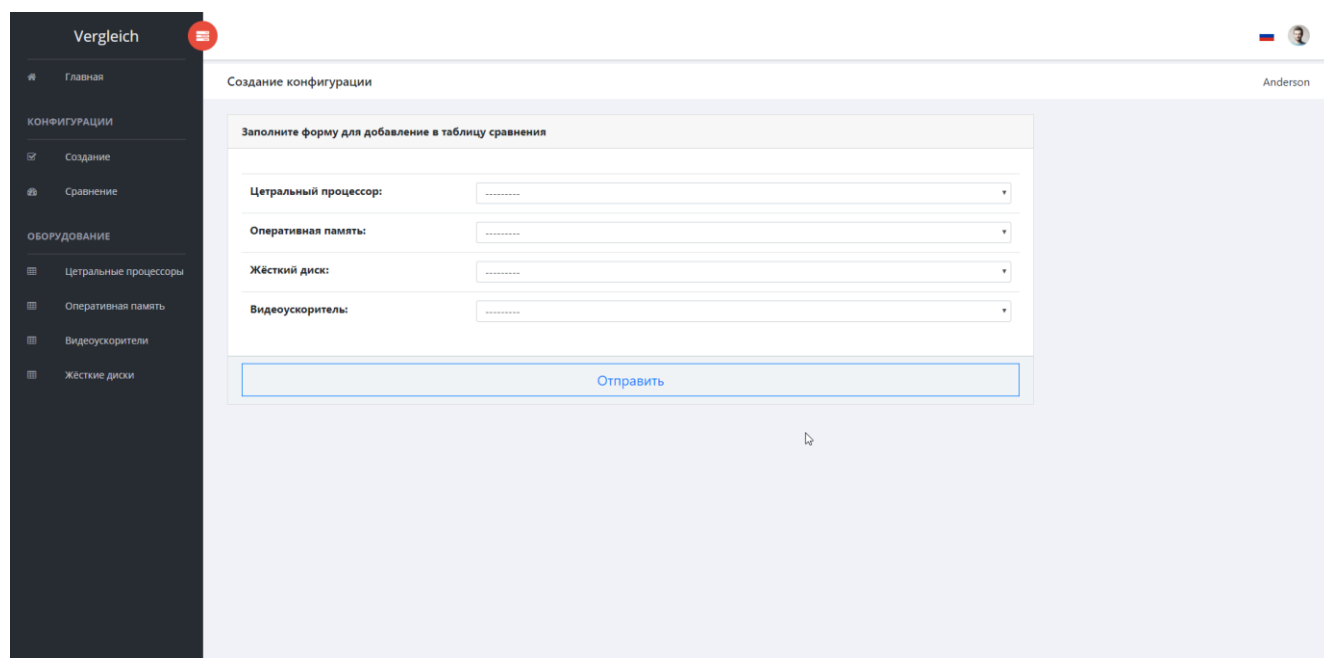 Vergleich
Главная
КОНФИГУРАЦИИ
Создание
Сравнение
ОБОРУДОВАНИЕ
Цетральные процессоры
Оперативная память
Видеоускорители
Жёсткие диски
Создание конфигурации
Anderson
Заполните форму для добавление в таблицу сравнения
Цетральный процессор:
---------
Оперативная память:
---------
Жёсткий диск:
---------
Видеоускоритель:
---------
Отправить